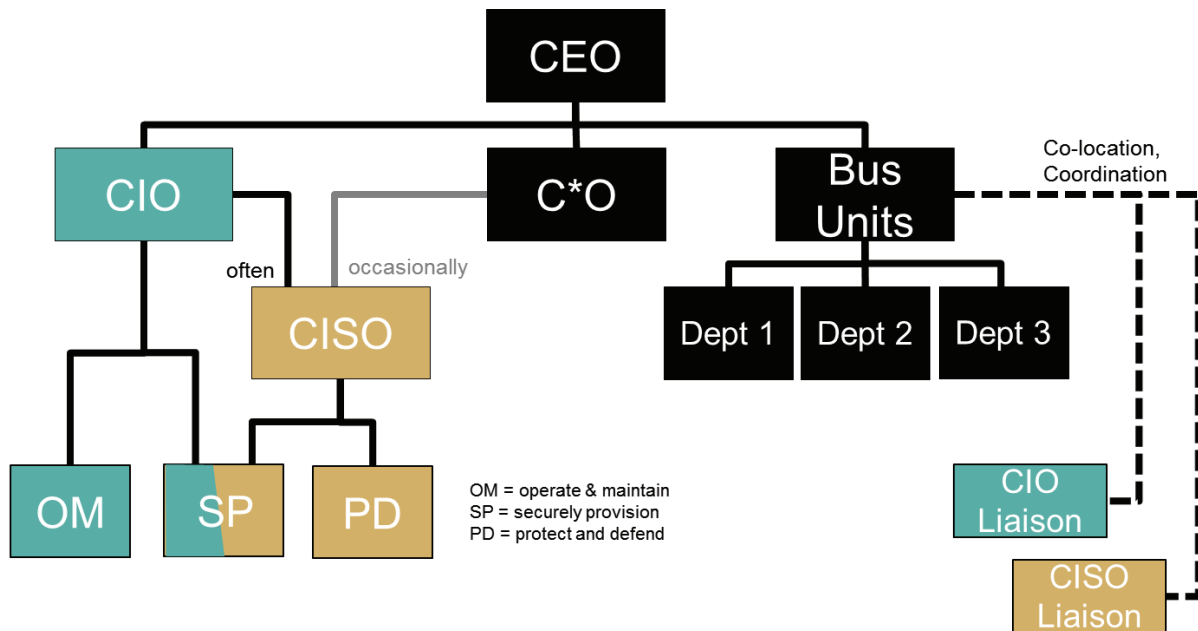 CEO
CIO
C*O
Bus
Units
Co-location,
Coordination
often
occasionally
CISO
Dept 1
Dept 2
Dept 3
OM
SP
PD
OM = operate & maintain
SP = securely provision
PD = protect and defend
CIO
Liaison
CISO
Liaison